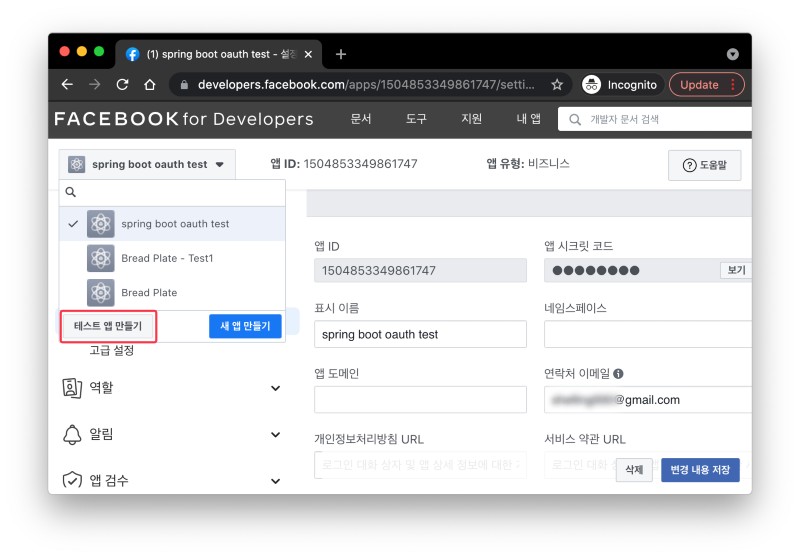 (1) spring boot oauth test - 설정
developers.facebook.com/apps/1504853349861747/setti...
Incognito
Update
FACEBOOK for Developers
문서
도구
지원
내 앱
개발자 문서 검색
spring boot oauth test
앱 ID: 1504853349861747
앱 유형: 비즈니스
도움말
spring boot oauth test
Bread Plate - Test1
Bread Plate
테스트 앱 만들기
새 앱 만들기
고급 설정
역할
알림
앱 검수
앱 ID
앱 시크릿 코드
1504853349861747
●●●●●●●●
보기
표시 이름
네임스페이스
spring boot oauth test
앱 도메인
연락처 이메일
@gmail.com
개인정보처리방침 URL
서비스 약관 URL
로그인 대화 상자 및 앱 상세 정보에 대한
로그인 대화 상
삭제
변경 내용 저장